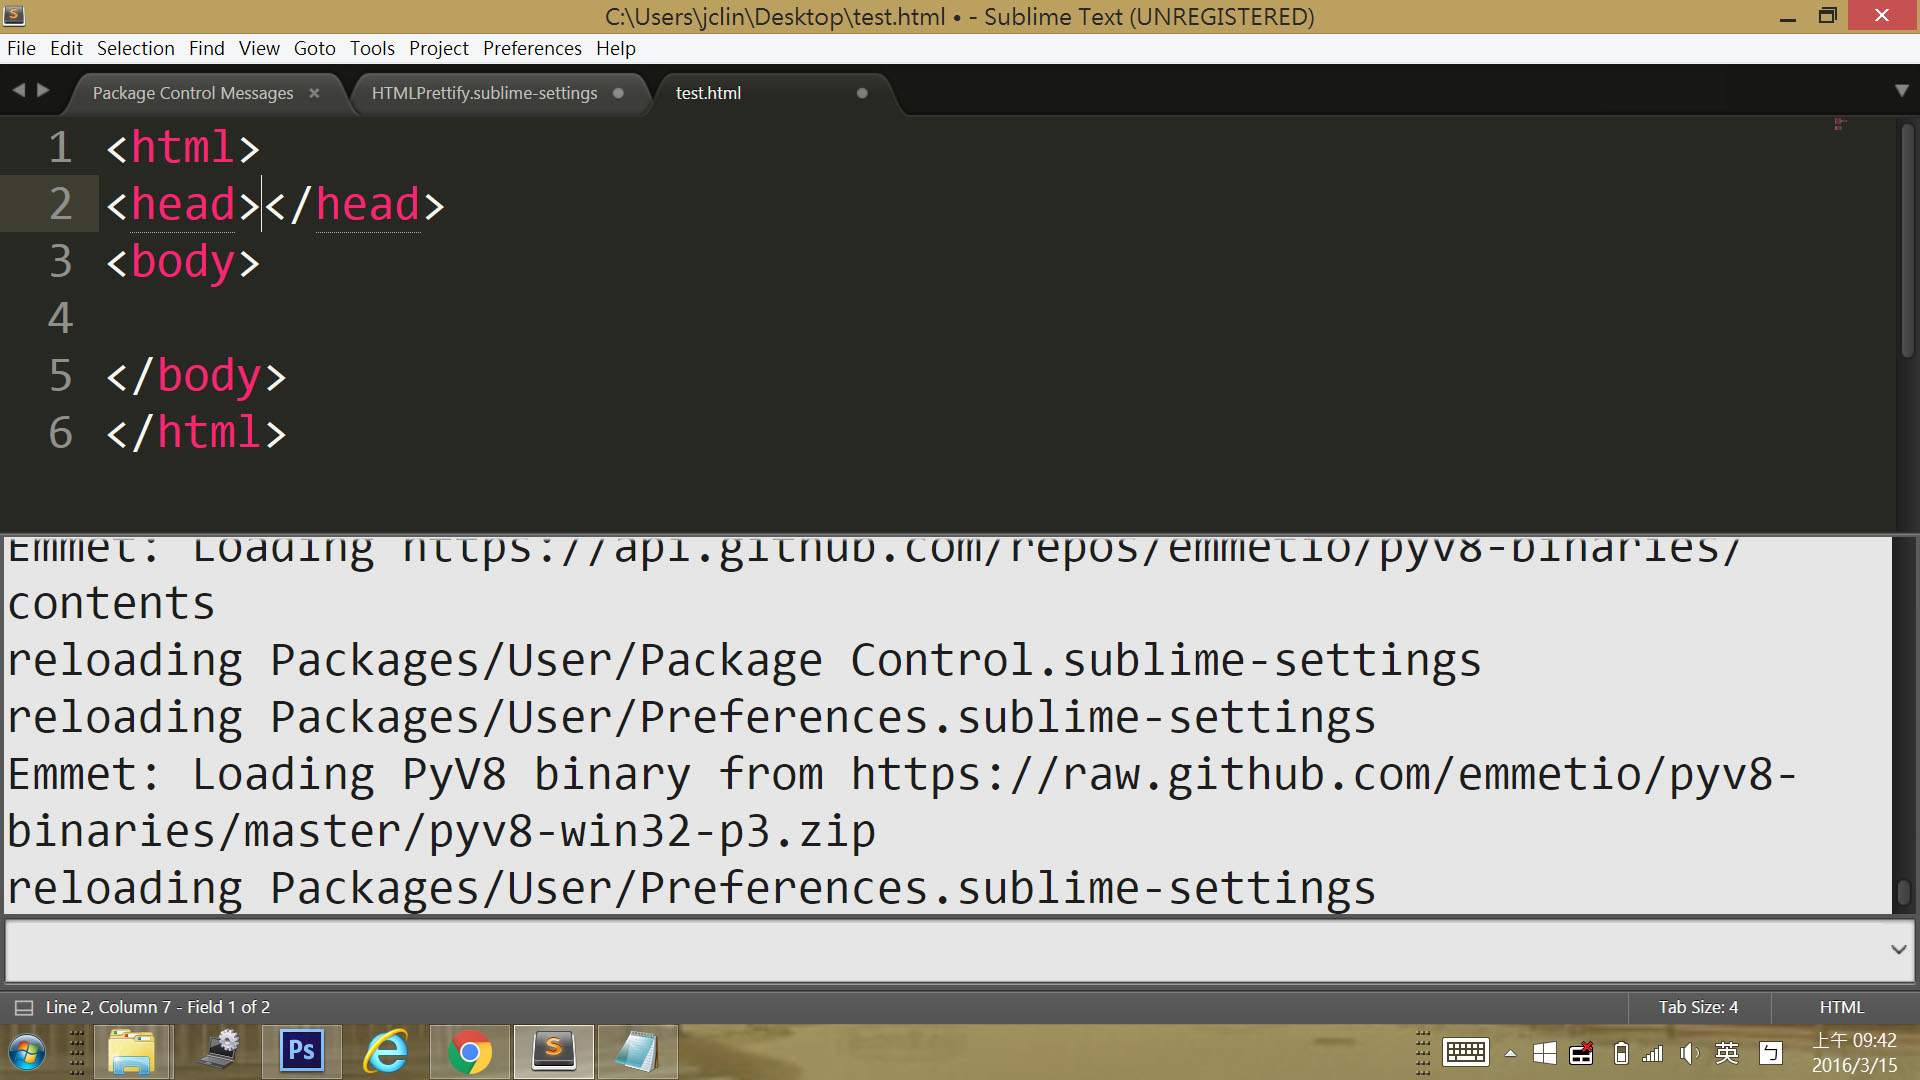 C:\Users\jclin\Desktop\test.html • - Sublime Text (UNREGISTERED)
File Edit Selection Find View Goto Tools Project Preferences Help
Package Control Messages HTMLPrettify.sublime-settings test.html
1 <html>
2 <head></head>
3 <body>
4
5 </body>
6 </html>
Emmet: Loading https://api.github.com/repos/emmetio/pyv8-binaries/
contents
reloading Packages/User/Package Control.sublime-settings
reloading Packages/User/Preferences.sublime-settings
Emmet: Loading PyV8 binary from https://raw.github.com/emmetio/pyv8-
binaries/master/pyv8-win32-p3.zip
reloading Packages/User/Preferences.sublime-settings
Line 2, Column 7 - Field 1 of 2 Tab Size: 4 HTML
Ps 英 ㄅ 上午 09:42
2016/3/15